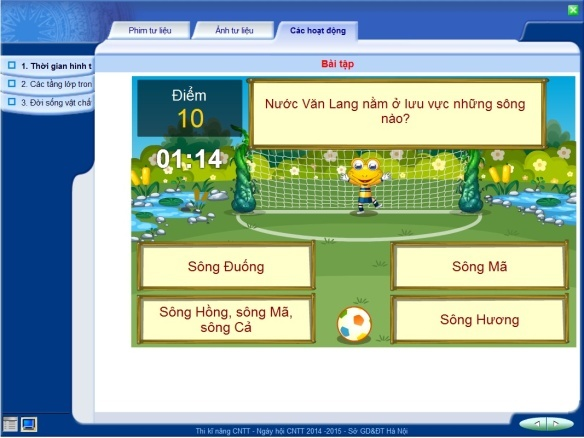 Phim tư liệu
Ảnh tư liệu
Các hoạt động
1. Thời gian hình t
2. Các tầng lớp tron
3. Đời sống vật chấ
Bài tập
Điểm
10
01:14
Nước Văn Lang nằm ở lưu vực những sông
nào?
Sông Đuống
Sông Mã
Sông Hồng, sông Mã,
sông Cả
Sông Hương
Thi kĩ năng CNTT - Ngày hội CNTT 2014 -2015 - Sở GD&ĐT Hà Nội